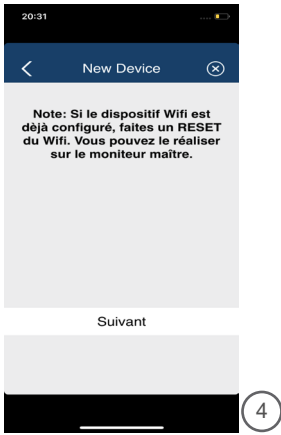 20:31
New Device
Note: Si le dispositif Wifi est
dèjà configuré, faites un RESET
du Wifi. Vous pouvez le réaliser
sur le moniteur maître.
Suivant
4